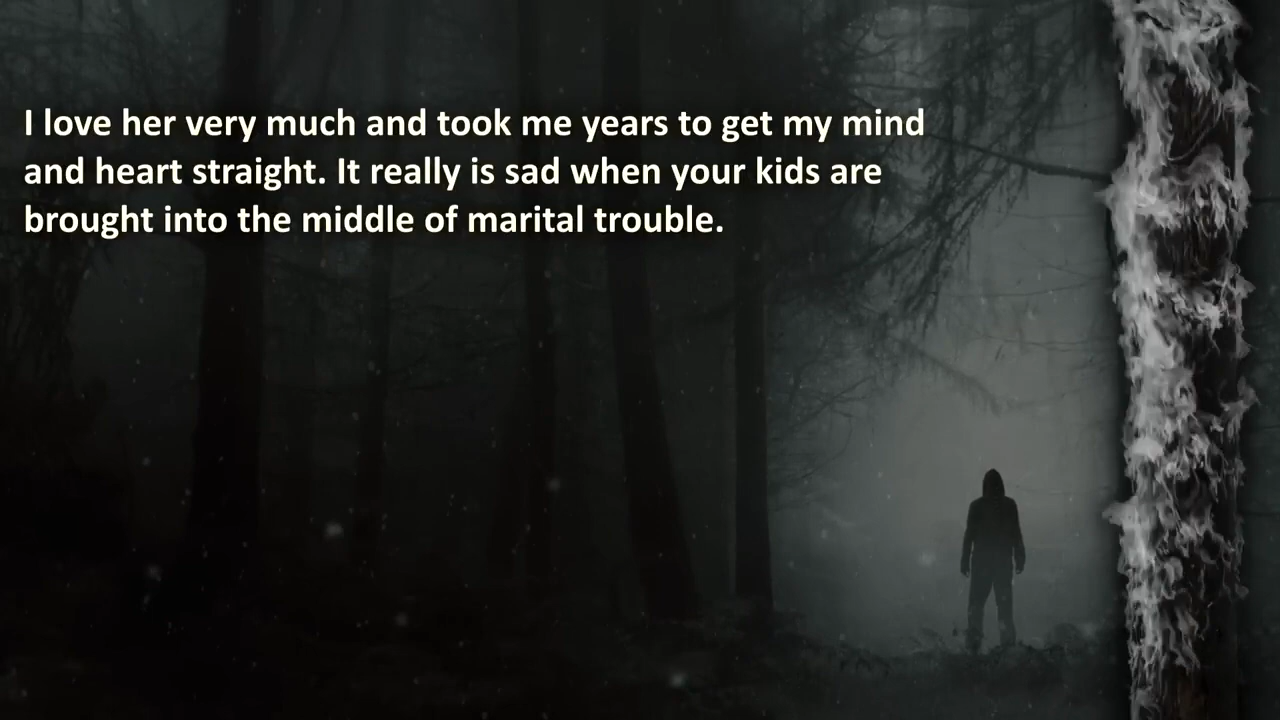 I love her very much and took me years to get my mind
and heart straight. It really is sad when your kids are
brought into the middle of marital trouble.